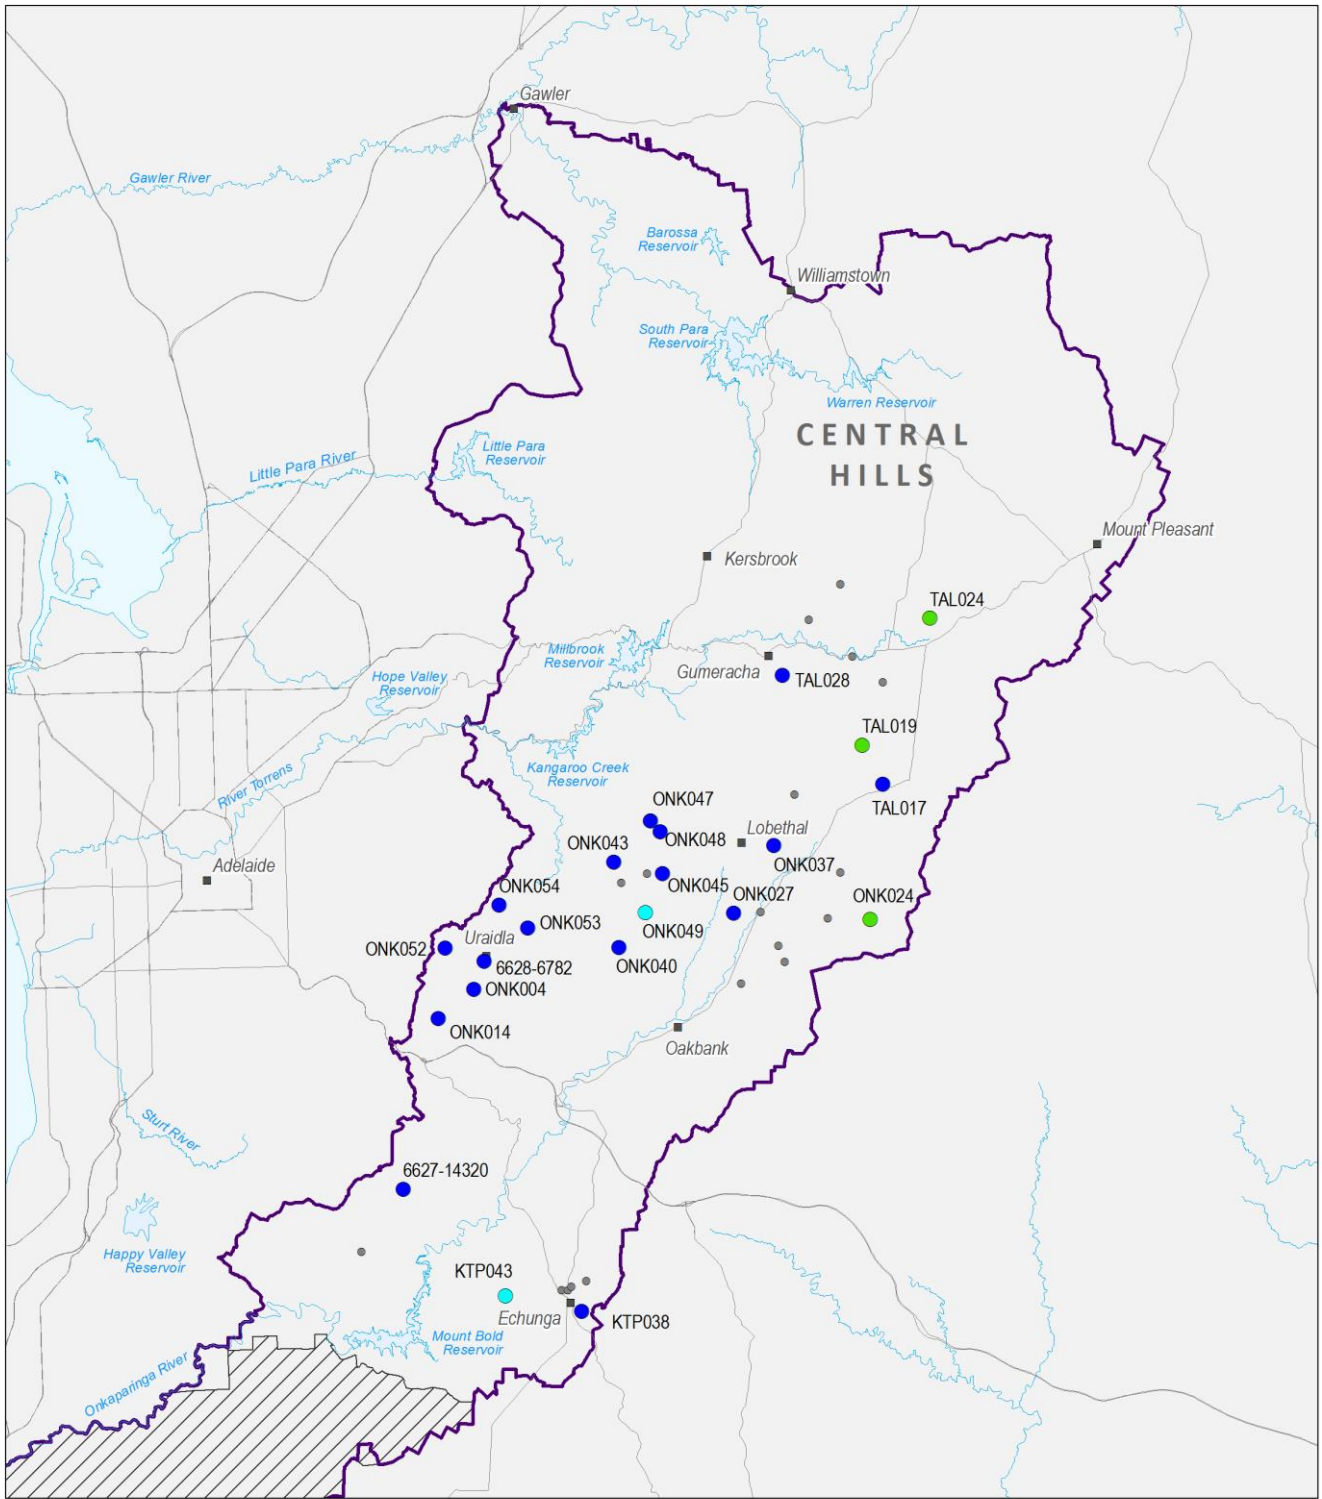 Gawler
Gawler River
Barossa
Reservoir
Williamstown
South Para
Reservoir
Warren Reservoir
CENTRAL
HILLS
Little Para
Reservoir
Little Para River
Mount Pleasant
Kersbrook
TAL024
Millbrook
Reservoir
Gumeracha
TAL028
Hope Valley
Reservoir
TAL019
Kangaroo Creek
Reservoir
River Torrens
TAL017
ONK047
Lobethal
ONK048
ONK043
ONK037
Adelaide
ONK045
ONK054
ONK027
ONK024
ONK053
ONK049
Uraidla
ONK052
ONK040
6628-6782
ONK004
ONK014
Oakbank
Sturt River
6627-14320
Happy Valley
Reservoir
KTP043
Echunga
KTP038
Mount Bold
Reservoir
Onkaparinga River